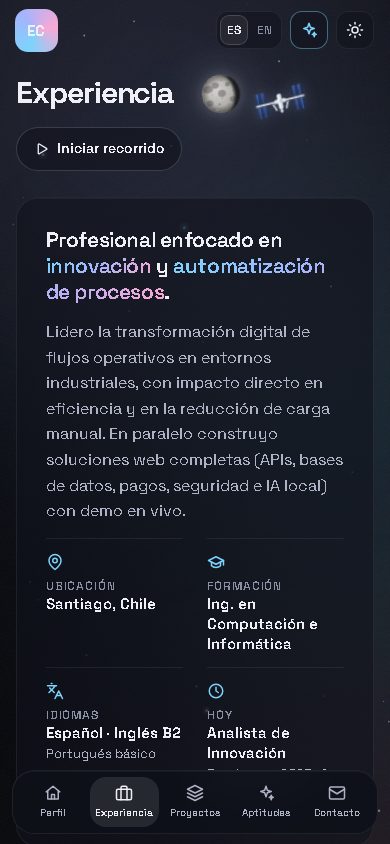 EC
ES EN
Experiencia
Iniciar recorrido
Profesional enfocado en
innovación y automatización
de procesos.
Lidero la transformación digital de
flujos operativos en entornos
industriales, con impacto directo en
eficiencia y en la reducción de carga
manual. En paralelo construyo
soluciones web completas (APIs, bases
de datos, pagos, seguridad e IA local)
con demo en vivo.
UBICACIÓN
Santiago, Chile
FORMACIÓN
Ing. en
Computación e
Informática
IDIOMAS
Español · Inglés B2
Portugués básico
HOY
Analista de
Innovación
Perfil
Experiencia
Proyectos
Aptitudes
Contacto